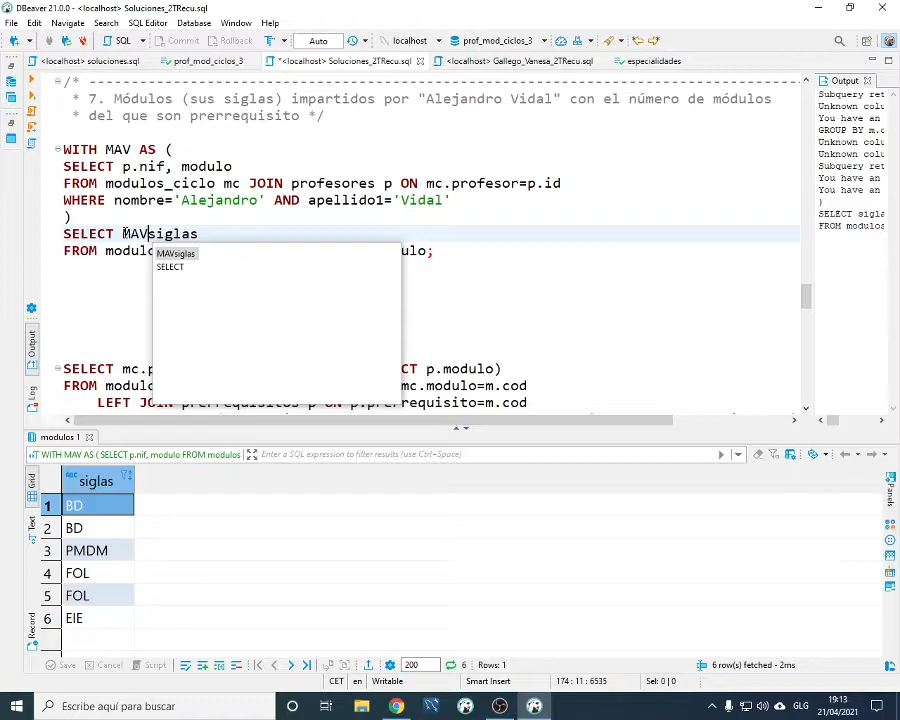 DBeaver 21.0.0 - <localhost> Soluciones_2TRecu.sql
File Edit Navigate Search SQL Editor Database Window Help
SQL Commit Rollback Auto localhost prof_mod_ciclos_3
<localhost> soluciones.sql prof_mod_ciclos_3 *<localhost> Soluciones_2TRecu.sql <localhost> Gallego_Vanesa_2TRecu.sql especialidades
/* ---------------------------------------------------------------------------
* 7. Módulos (sus siglas) impartidos por "Alejandro Vidal" con el número de módulos
* del que son prerrequisito */
WITH MAV AS (
SELECT p.nif, modulo
FROM modulos_ciclo mc JOIN profesores p ON mc.profesor=p.id
WHERE nombre='Alejandro' AND apellido1='Vidal'
)
SELECT MAVsiglas
FROM modulo ulo;
MAVsiglas
SELECT
SELECT mc.p CT p.modulo)
FROM modulo mc.modulo=m.cod
LEFT JOIN prerrequisitos p ON p.prerrequisito=m.cod
Output
Subquery ret
Unknown colu
You have an
GROUP BY m.c
Unknown colu
Unknown colu
Subquery ret
You have an
You have an
)
SELECT sigla
FROM modulos
Output
Log
modulos 1
WITH MAV AS ( SELECT p.nif, modulo FROM modulos Enter a SQL expression to filter results (use Ctrl+Space)
Grid
Text
Record
Panels
ABC siglas
1 BD
2 BD
3 PMDM
4 FOL
5 FOL
6 EIE
Save Cancel Script 200 6 Rows: 1 6 row(s) fetched - 2ms
CET en Writable Smart Insert 174 : 11 : 6535 Sel: 0 | 0
Escribe aquí para buscar GLG 19:13
21/04/2021